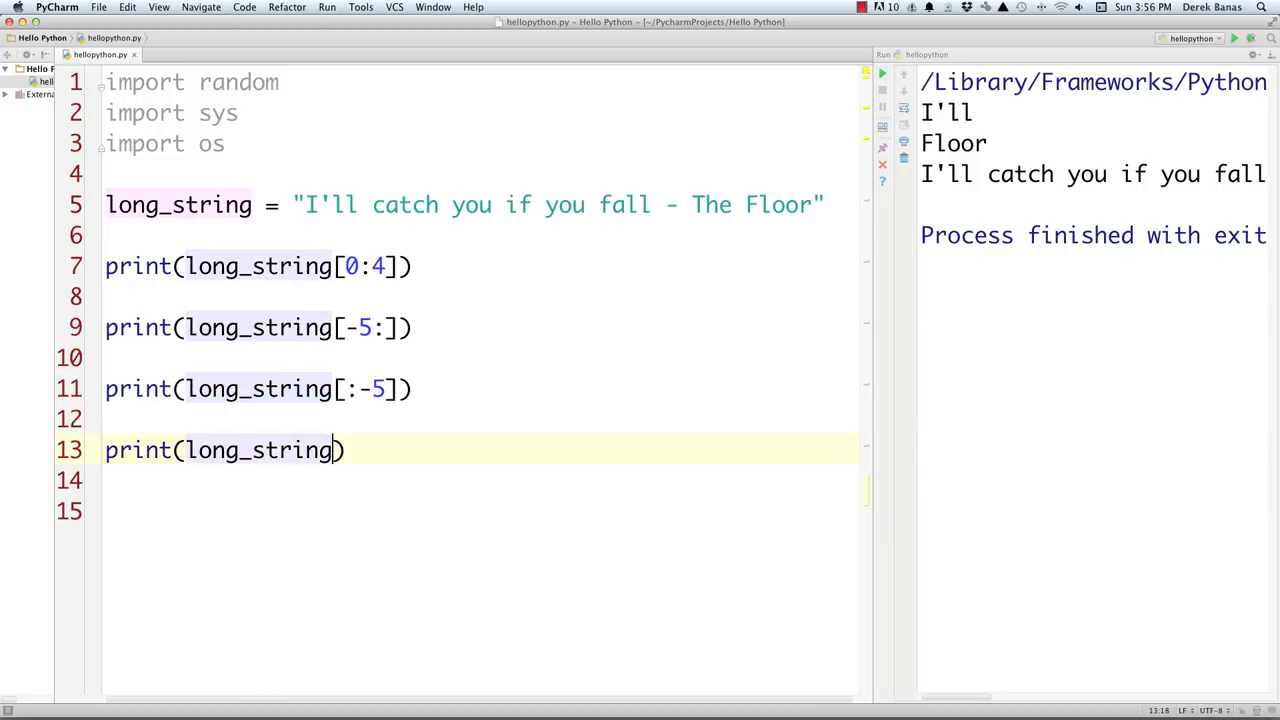 PyCharm File Edit View Navigate Code Refactor Run Tools VCS Window Help 10 Sun 3:56 PM Derek Banas
hellopython.py - Hello Python - [~/PycharmProjects/Hello Python]
Hello Python hellopython.py hellopython
hellopython.py Run hellopython
Hello P
hello
Externa
1 import random
2 import sys
3 import os
4
5 long_string = "I'll catch you if you fall - The Floor"
6
7 print(long_string[0:4])
8
9 print(long_string[-5:])
10
11 print(long_string[:-5])
12
13 print(long_string)
14
15
/Library/Frameworks/Python
I'll
Floor
I'll catch you if you fall
Process finished with exit
13:18 LF UTF-8